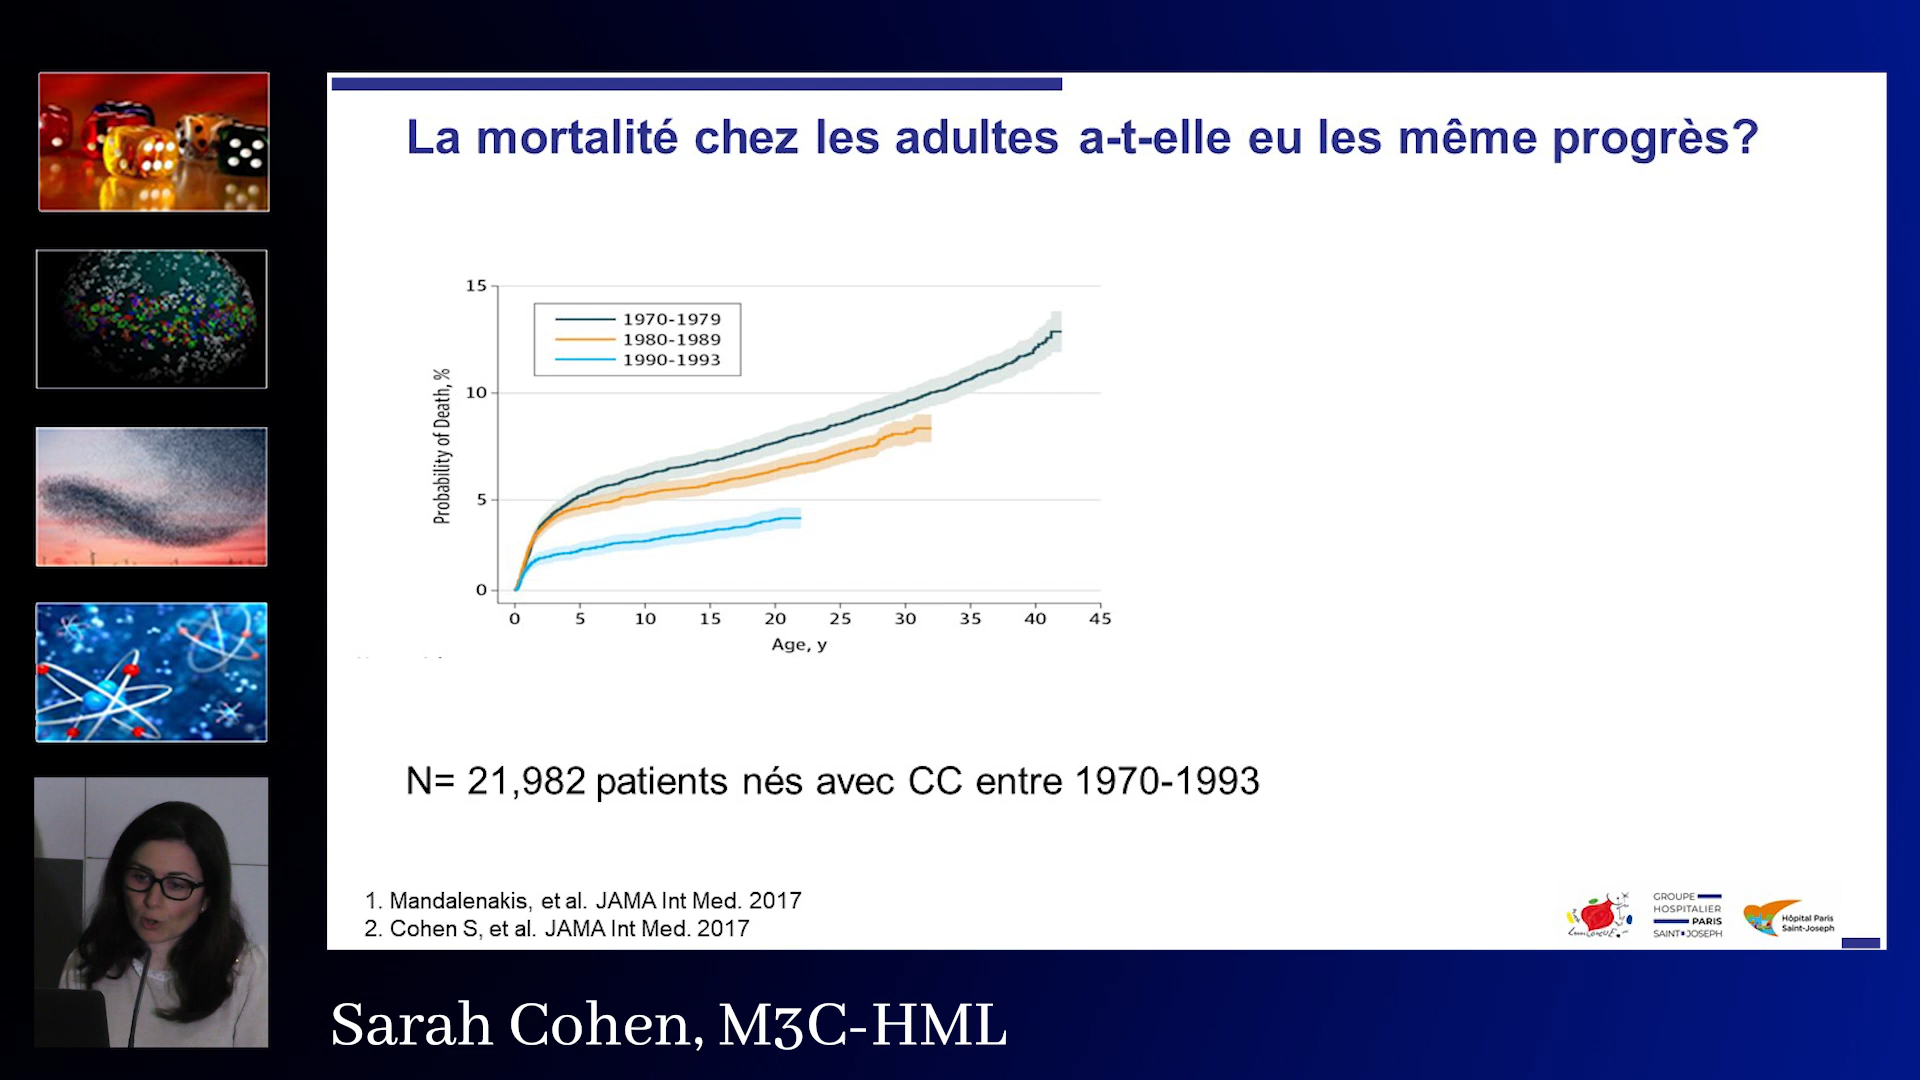 La mortalité chez les adultes a-t-elle eu les même progrès?
15
10
5
0
Probability of Death, %
1970-1979
1980-1989
1990-1993
0 5 10 15 20 25 30 35 40 45
Age, y
N= 21,982 patients nés avec CC entre 1970-1993
1. Mandalenakis, et al. JAMA Int Med. 2017
2. Cohen S, et al. JAMA Int Med. 2017
GROUPE
HOSPITALIER
PARIS
SAINT JOSEPH
Hôpital Paris
Saint-Joseph
Sarah Cohen, M3C-HML